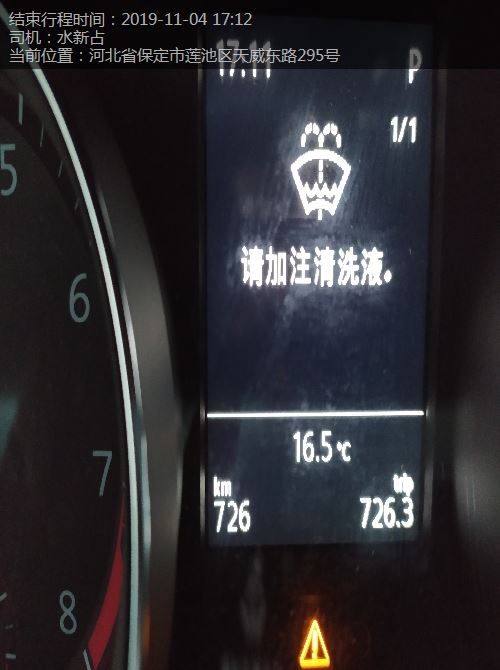 结束行程时间：2019-11-04 17:12
司机：水新占
当前位置：河北省保定市莲池区天威东路295号
17:11 P
1/1
请加注清洗液。
16.5 °C
km trip
726 726.3
5
6
7
8